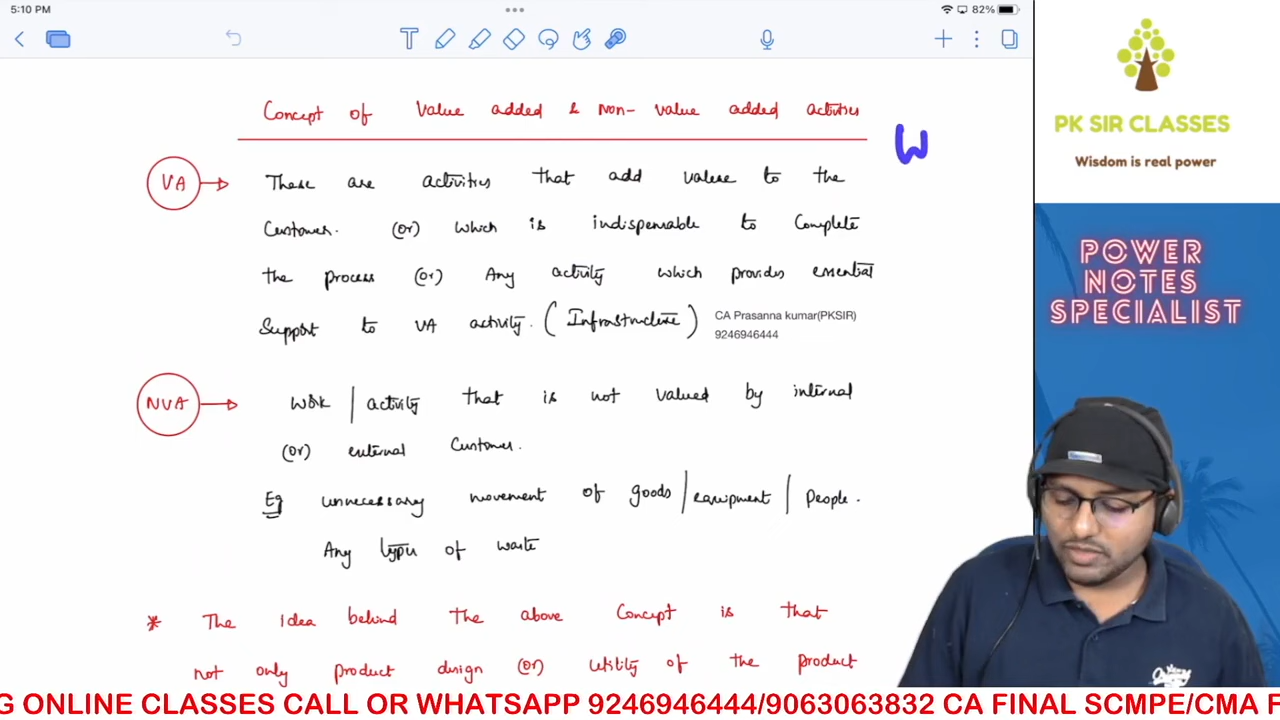 5:10 PM
82%
Concept of Value added & Non-value added activities
W
VA → These are activities that add value to the
Customer. (or) which is indispensable to Complete
the process (or) Any activity which provides essential
Support to VA activity. (Infrastructure)
CA Prasanna kumar(PKSIR)
9246946444
NVA → Work | activity that is not valued by internal
(or) external Customer.
Eg unnecessary movement of goods | equipment | People.
Any type of waste
* The idea behind the above Concept is that
not only product design (or) utility of the product
PK SIR CLASSES
Wisdom is real power
POWER
NOTES
SPECIALIST
G ONLINE CLASSES CALL OR WHATSAPP 9246946444/9063063832 CA FINAL SCMPE/CMA F